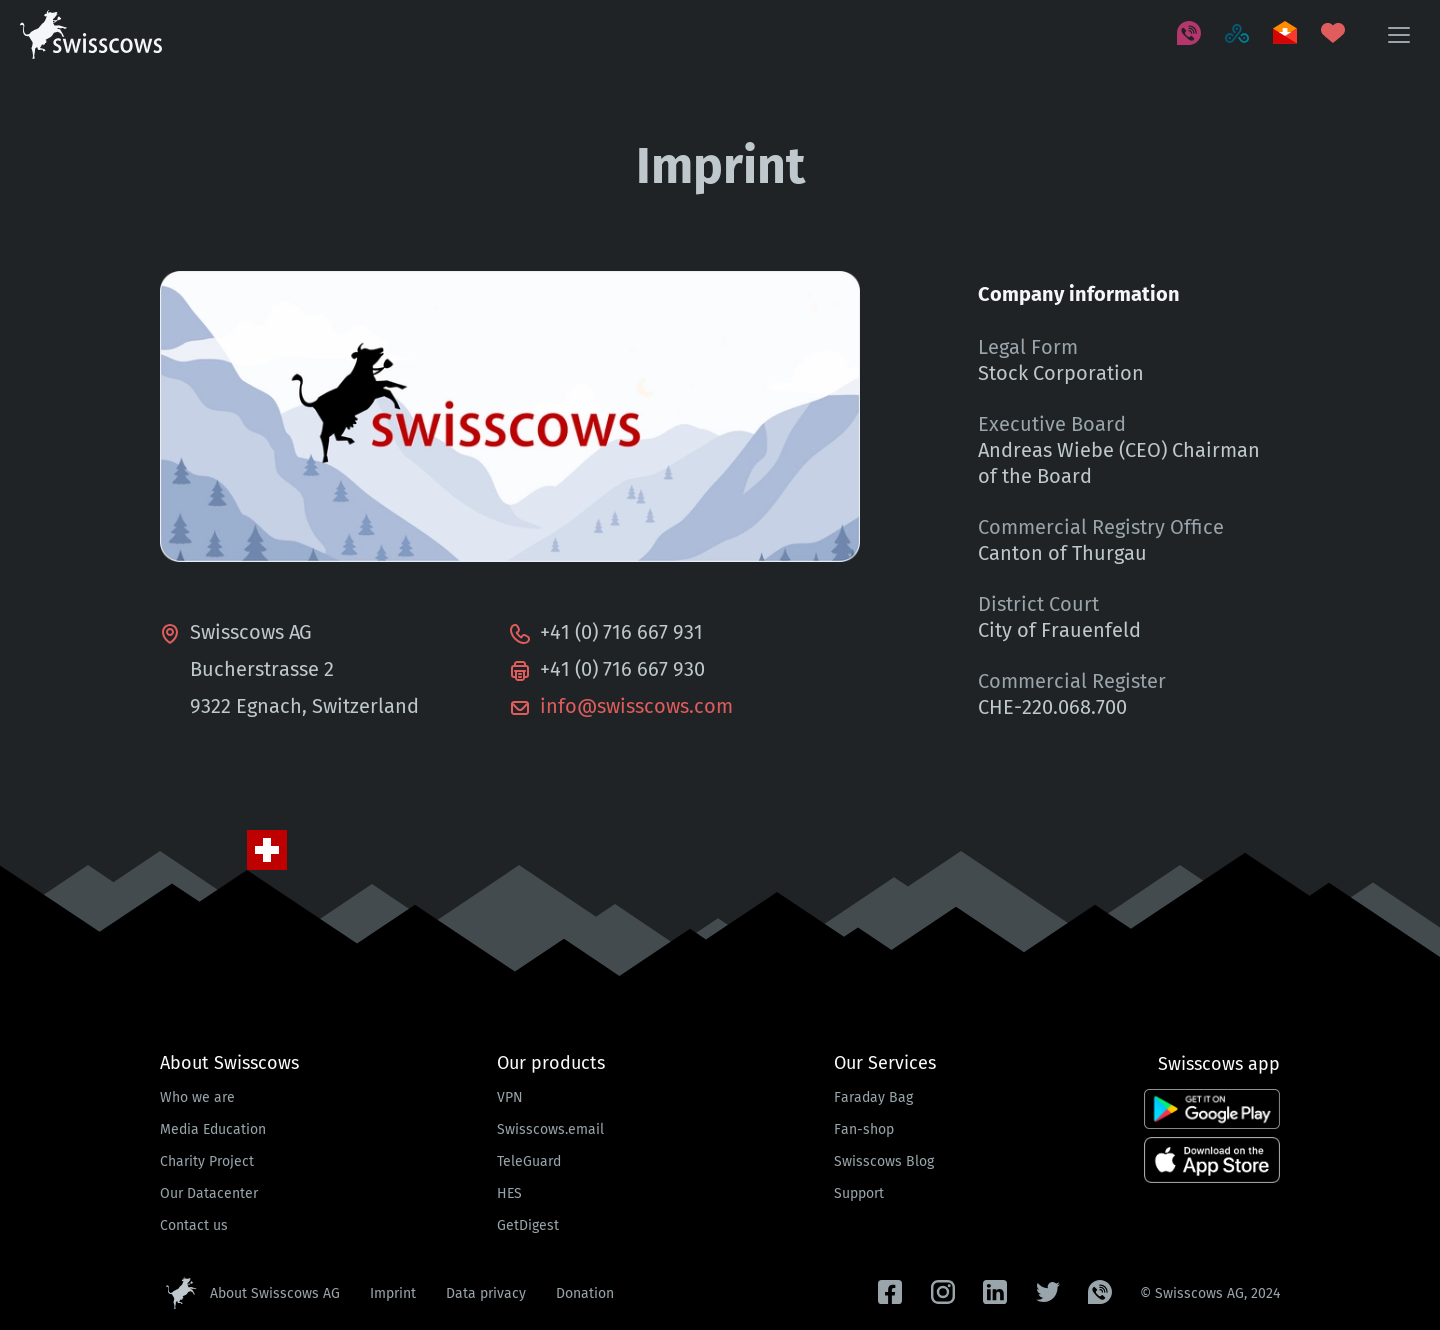 swisscows
Imprint
swisscows
Swisscows AG
Bucherstrasse 2
9322 Egnach, Switzerland
+41 (0) 716 667 931
+41 (0) 716 667 930
info@swisscows.com
Company information
Legal Form
Stock Corporation
Executive Board
Andreas Wiebe (CEO) Chairman
of the Board
Commercial Registry Office
Canton of Thurgau
District Court
City of Frauenfeld
Commercial Register
CHE-220.068.700
About Swisscows
Who we are
Media Education
Charity Project
Our Datacenter
Contact us
Our products
VPN
Swisscows.email
TeleGuard
HES
GetDigest
Our Services
Faraday Bag
Fan-shop
Swisscows Blog
Support
Swisscows app
GET IT ON
Google Play
Download on the
App Store
About Swisscows AG
Imprint
Data privacy
Donation
© Swisscows AG, 2024